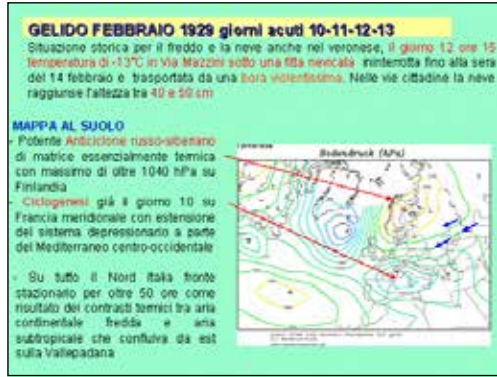 GELIDO FEBBRAIO 1929 giorni acuti 10-11-12-13
Situazione storica per il freddo e la neve anche nel veronese, il giorno 12 ore 15
temperatura di -13°C in Via Mazzini sotto una fitta nevicata ininterrotta fino alla sera
del 14 febbraio e trasportata da una bora violentissima. Nelle vie cittadine la neve
raggiunse l'altezza tra 40 e 50 cm
MAPPA AL SUOLO
- Potente Anticiclone russo-siberiano
di matrice essenzialmente termica
con massimo di oltre 1040 hPa su
Finlandia
- Ciclogenesi già il giorno 10 su
Francia meridionale con estensione
del sistema depressionario a parte
del Mediterraneo centro-occidentale
- Su tutto il Nord Italia fronte
stazionario per oltre 50 ore come
risultato dei contrasti termici tra aria
continentale fredda e aria
subtropicale che confluiva da est
sulla Vallepadana
Bodendruck (hPa)